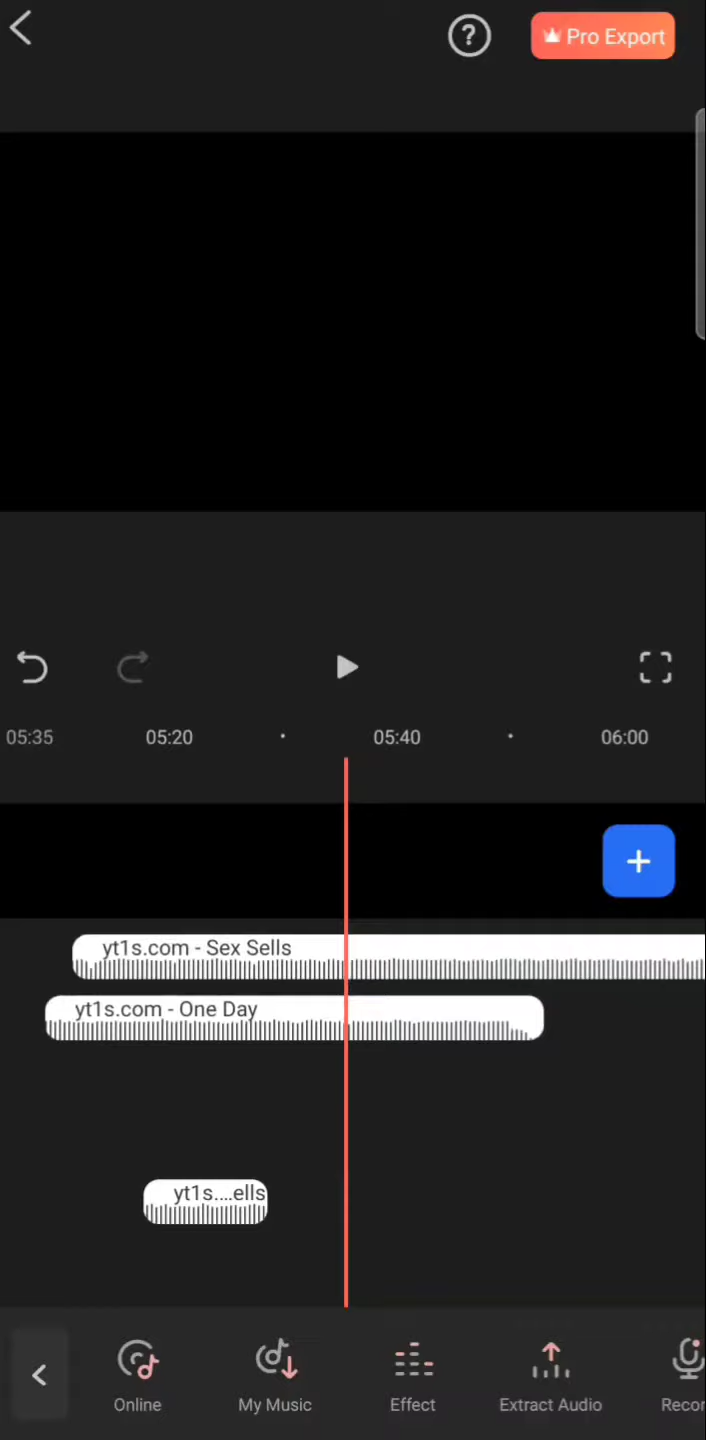 ?
Pro Export
05:35
05:20
05:40
06:00
+
yt1s.com - Sex Sells
yt1s.com - One Day
yt1s....ells
Online
My Music
Effect
Extract Audio
Recor